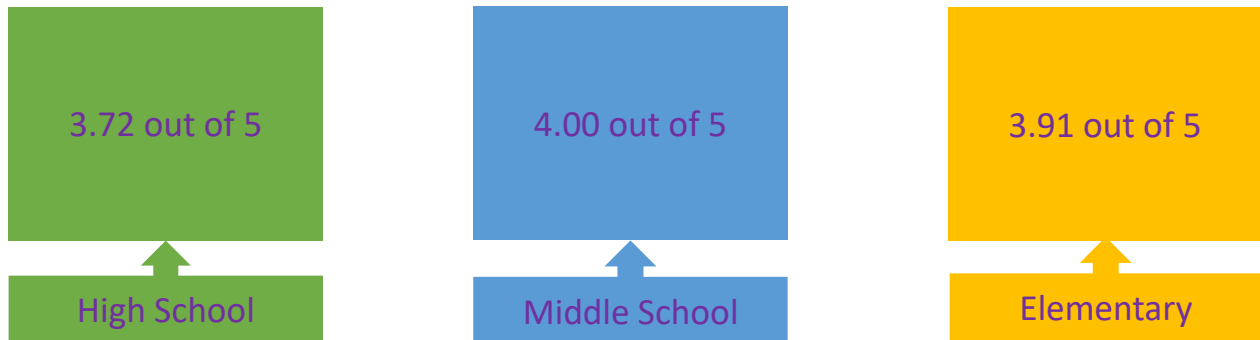 3.72 out of 5
4.00 out of 5
3.91 out of 5
High School
Middle School
Elementary